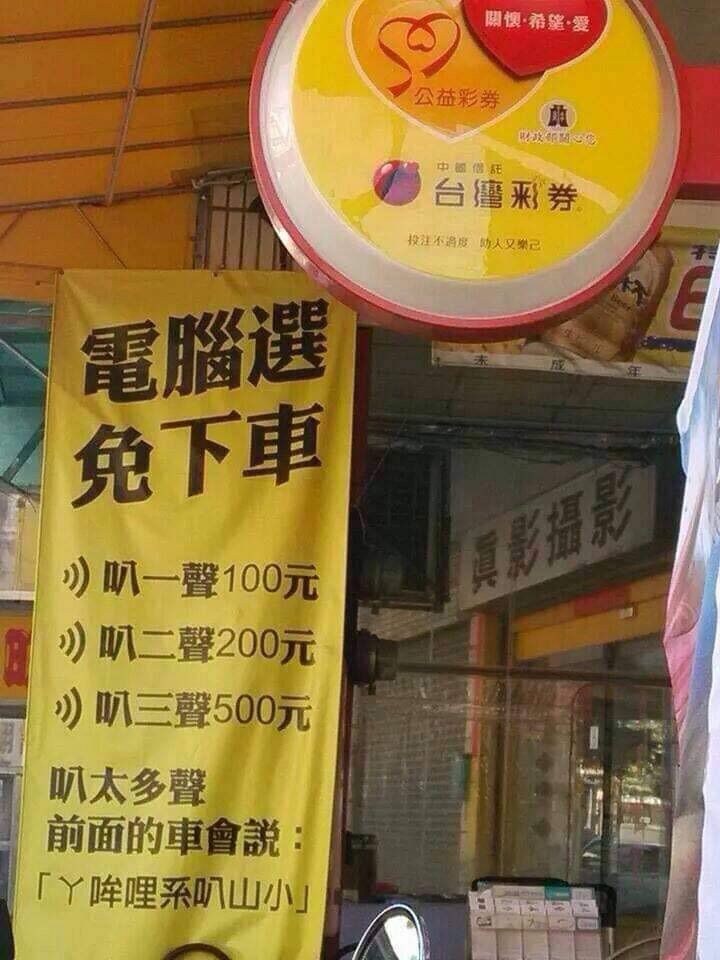 關懷·希望·愛
公益彩券
財政部關心您
中國信託
台灣彩券
投注不過度 助人又樂己
電腦選
免下車
叭一聲100元
叭二聲200元
叭三聲500元
叭太多聲
前面的車會說：
「ㄚ哞哩系叭山小」
未成年
真影攝影